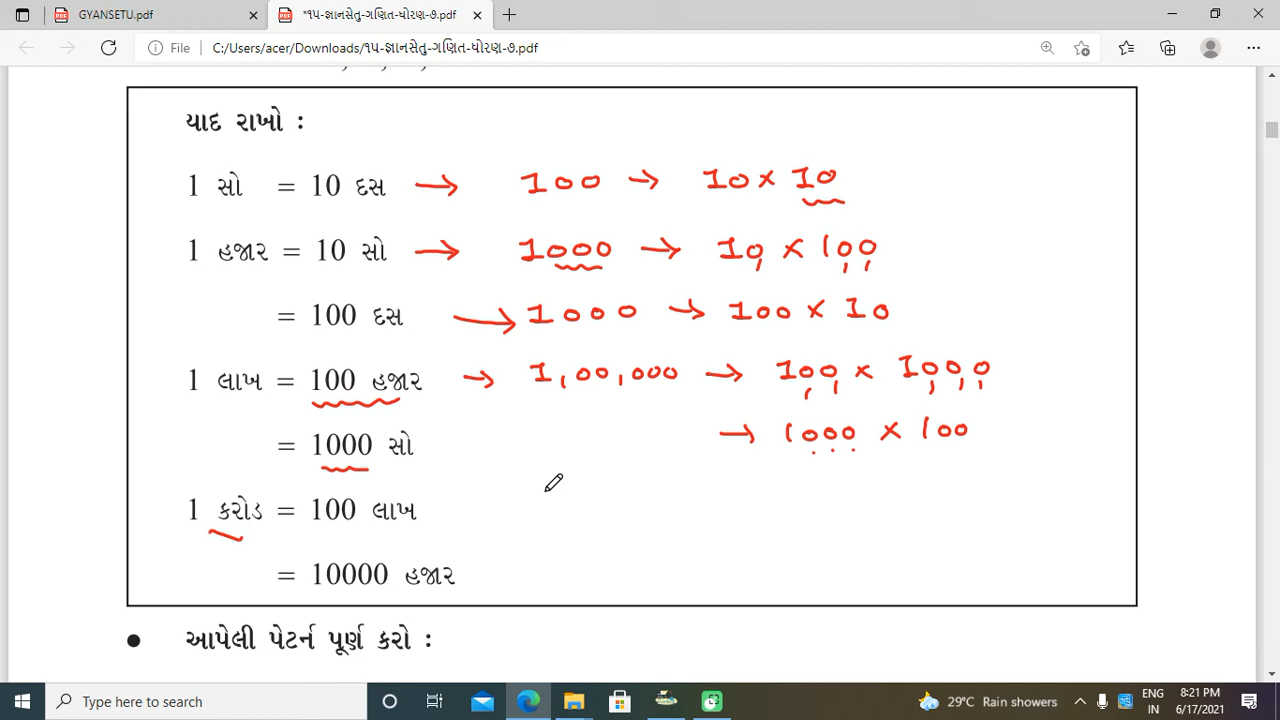 GYANSETU.pdf
*૧૫-જ્ઞાનસેતુ-ગણિત-ધોરણ-૭.pdf
File C:/Users/acer/Downloads/૧૫-જ્ઞાનસેતુ-ગણિત-ધોરણ-૭.pdf
યાદ રાખો :
1 સો = 10 દસ → 100 → 10 × 10
1 હજાર = 10 સો → 1000 → 10 × 100
= 100 દસ → 1000 → 100 × 10
1 લાખ = 100 હજાર → 1,00,000 → 100 × 1000
= 1000 સો → 1000 × 100
1 કરોડ = 100 લાખ
= 10000 હજાર
● આપેલી પેટર્ન પૂર્ણ કરો :
Type here to search
29°C Rain showers
ENG
IN
8:21 PM
6/17/2021